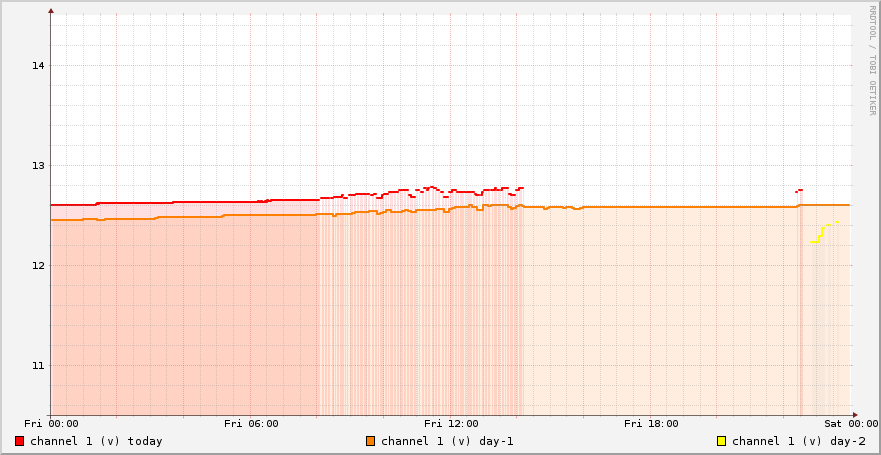 RRDTOOL / TOBI OETIKER
14
13
12
11
Fri 00:00 Fri 06:00 Fri 12:00 Fri 18:00 Sat 00:00
channel 1 (v) today channel 1 (v) day-1 channel 1 (v) day-2